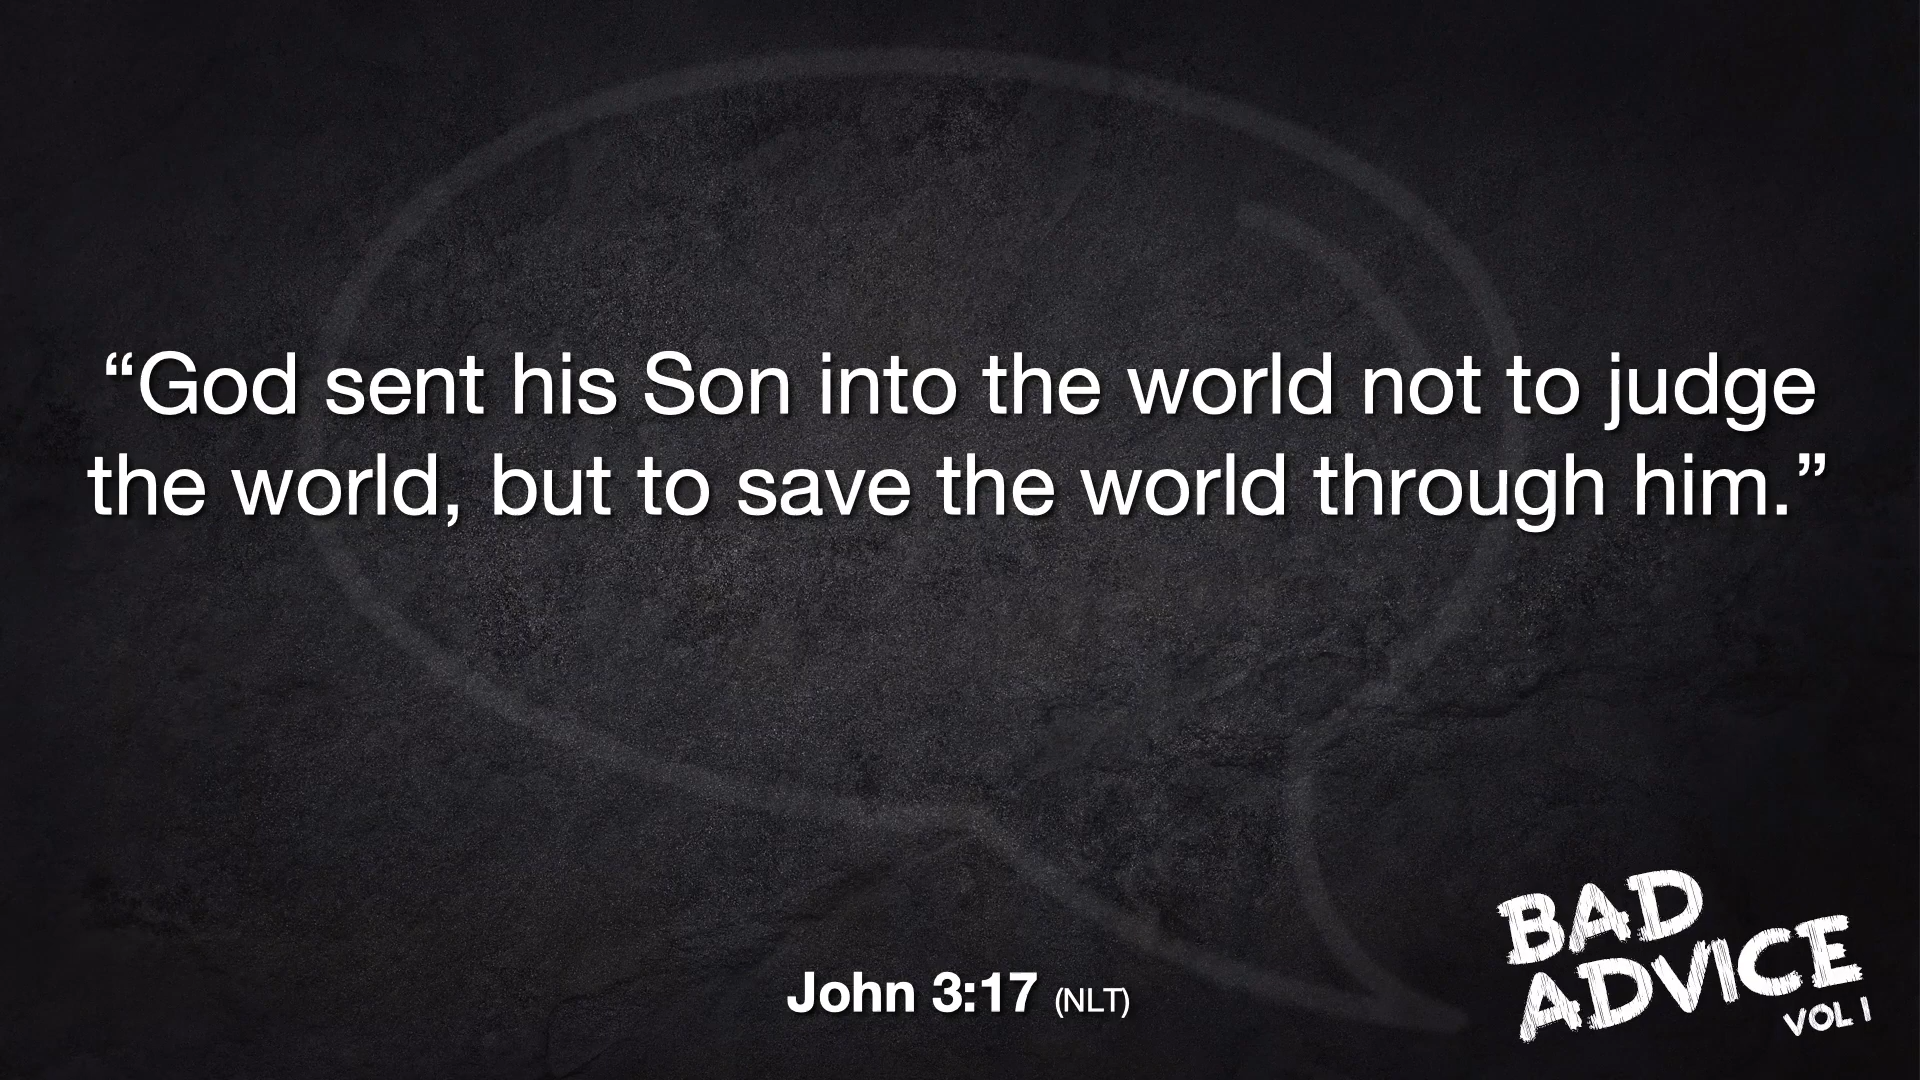 “God sent his Son into the world not to judge
the world, but to save the world through him.”
John 3:17 (NLT)
BAD
ADVICE
VOL I